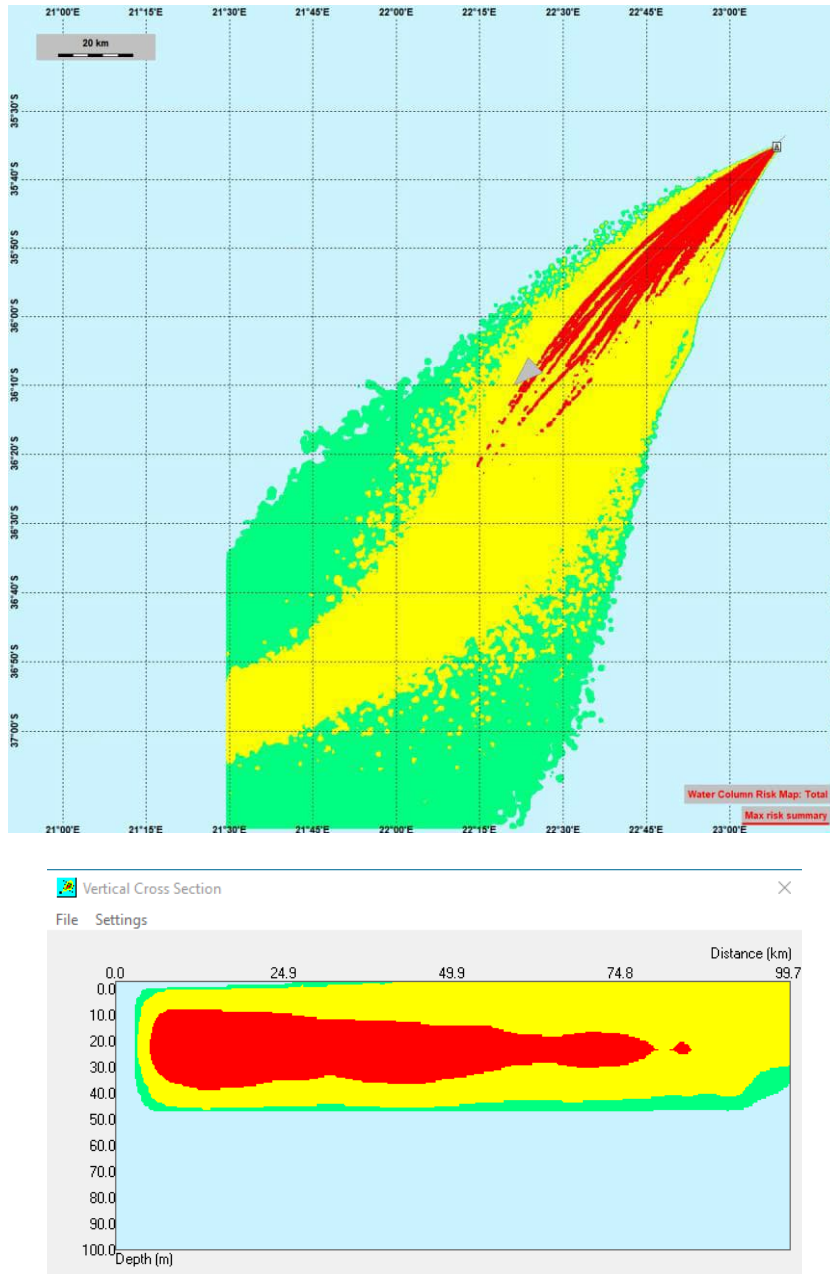 21°00'E 21°15'E 21°30'E 21°45'E 22°00'E 22°15'E 22°30'E 22°45'E 23°00'E
20 km
35°30'S
A
35°40'S
35°50'S
36°00'S
36°10'S
36°20'S
36°30'S
36°40'S
36°50'S
37°00'S
Water Column Risk Map: Total
Max risk summary
21°00'E 21°15'E 21°30'E 21°45'E 22°00'E 22°15'E 22°30'E 22°45'E 23°00'E
Vertical Cross Section
File Settings
Distance (km)
0.0 24.9 49.9 74.8 99.7
0.0
10.0
20.0
30.0
40.0
50.0
60.0
70.0
80.0
90.0
100.0
Depth (m)